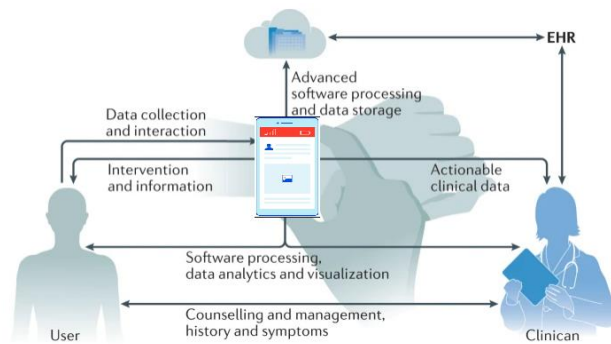 EHR
Advanced
software processing
and data storage
Data collection
and interaction
Intervention
and information
Actionable
clinical data
Software processing,
data analytics and visualization
Counselling and management,
history and symptoms
User
Clinican